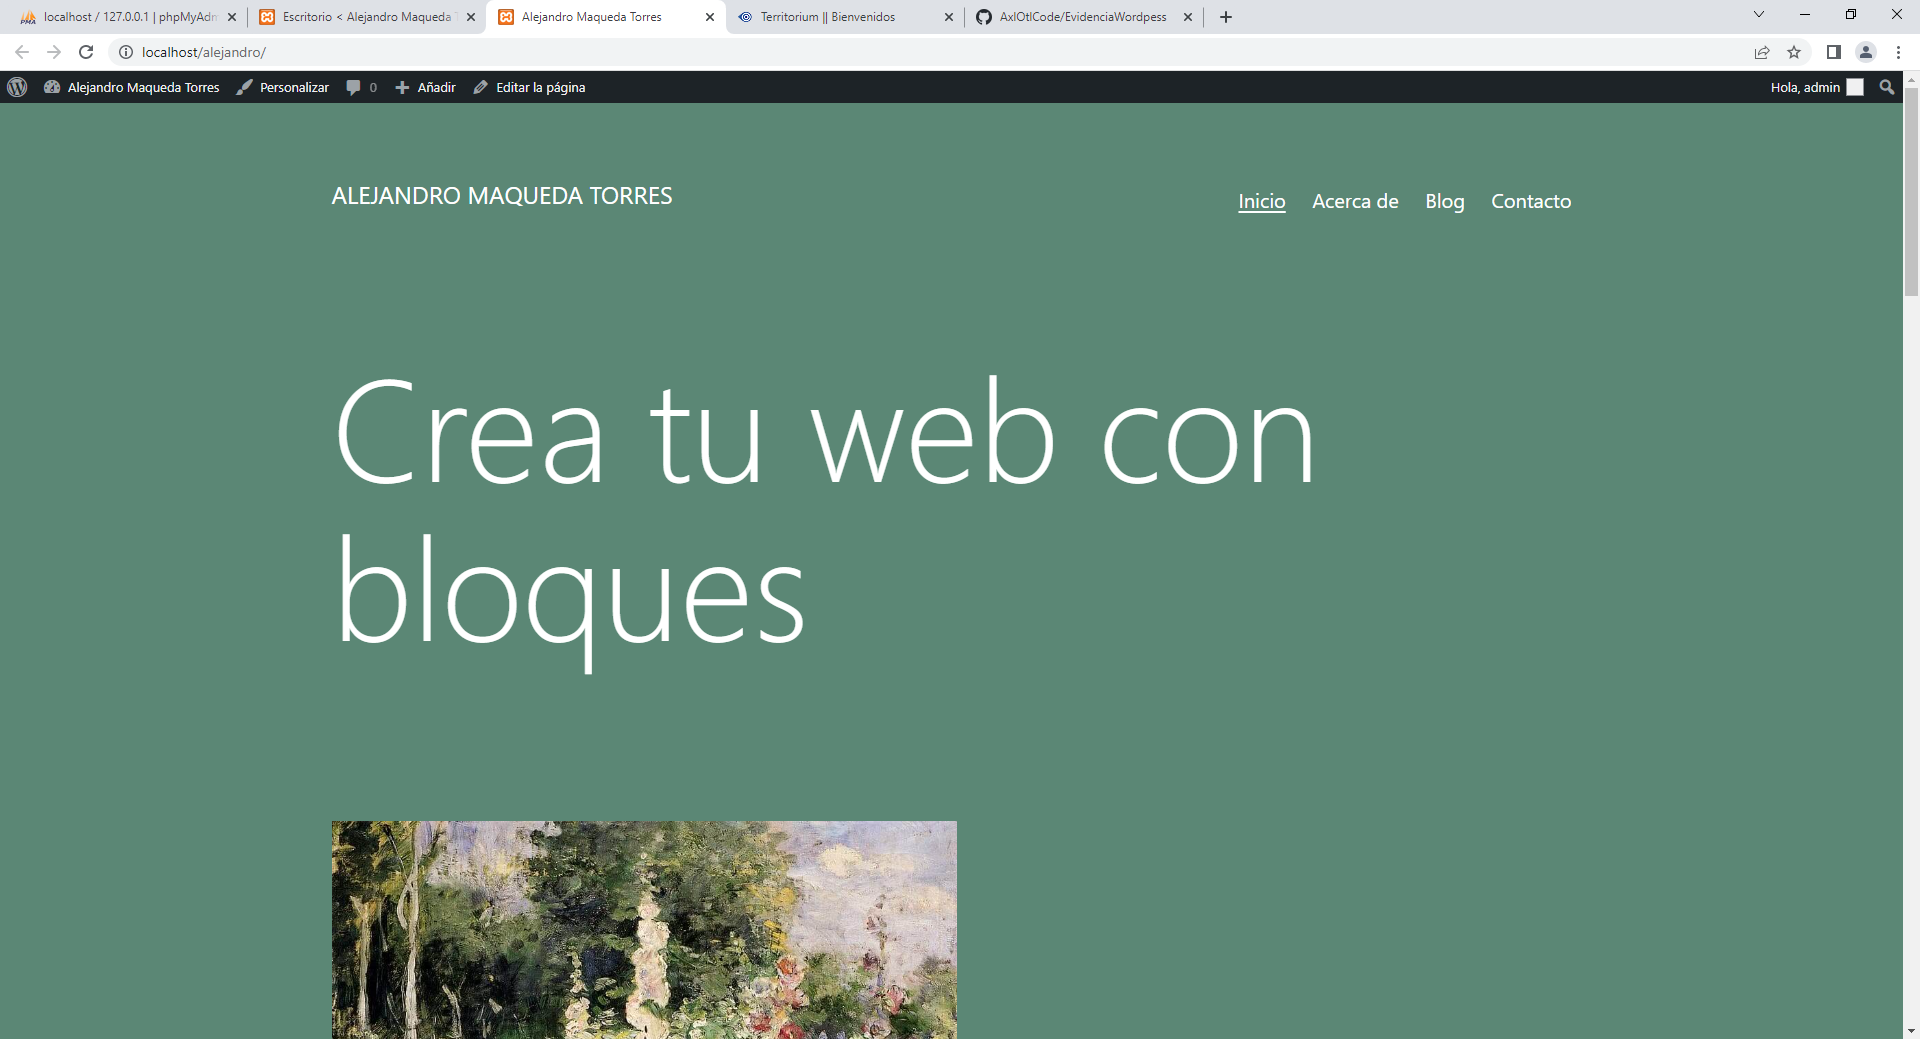 localhost / 127.0.0.1 | phpMyAdm
Escritorio < Alejandro Maqueda T
Alejandro Maqueda Torres
Territorium || Bienvenidos
AxlOtlCode/EvidenciaWordpess
localhost/alejandro/
Alejandro Maqueda Torres
Personalizar
0
Añadir
Editar la página
Hola, admin
ALEJANDRO MAQUEDA TORRES
Inicio
Acerca de
Blog
Contacto
Crea tu web con
bloques